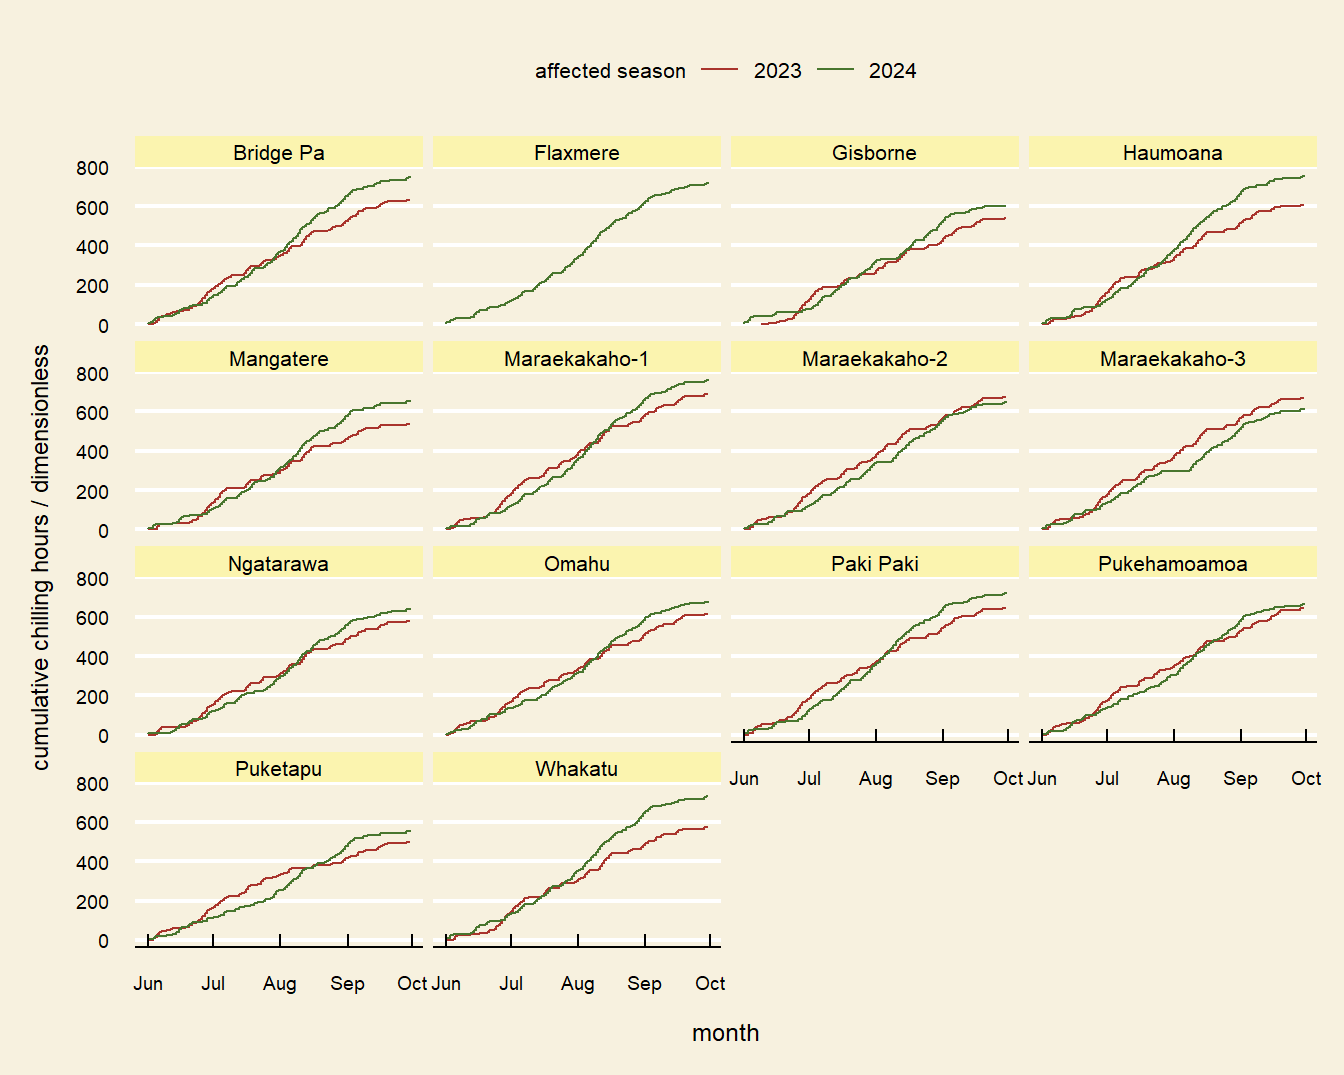 affected season 2023 2024
Bridge Pa Flaxmere Gisborne Haumoana
800
600
400
200
0
Mangatere Maraekakaho-1 Maraekakaho-2 Maraekakaho-3
800
600
400
200
0
cumulative chilling hours / dimensionless
Ngatarawa Omahu Paki Paki Pukehamoamoa
800
600
400
200
0
Jun Jul Aug Sep Oct Jun Jul Aug Sep Oct
Puketapu Whakatu
800
600
400
200
0
Jun Jul Aug Sep Oct Jun Jul Aug Sep Oct
month